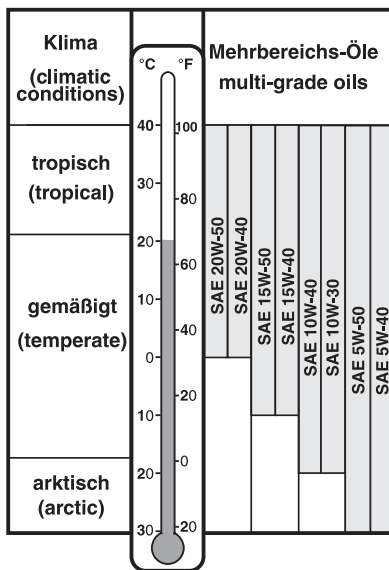 Klima
(climatic
conditions)
°C
°F
Mehrbereichs-Öle
multi-grade oils
tropisch
(tropical)
gemäßigt
(temperate)
arktisch
(arctic)
40
30
20
10
0
10
20
30
100
80
60
40
20
0
20
SAE 20W-50
SAE 20W-40
SAE 15W-50
SAE 15W-40
SAE 10W-40
SAE 10W-30
SAE 5W-50
SAE 5W-40